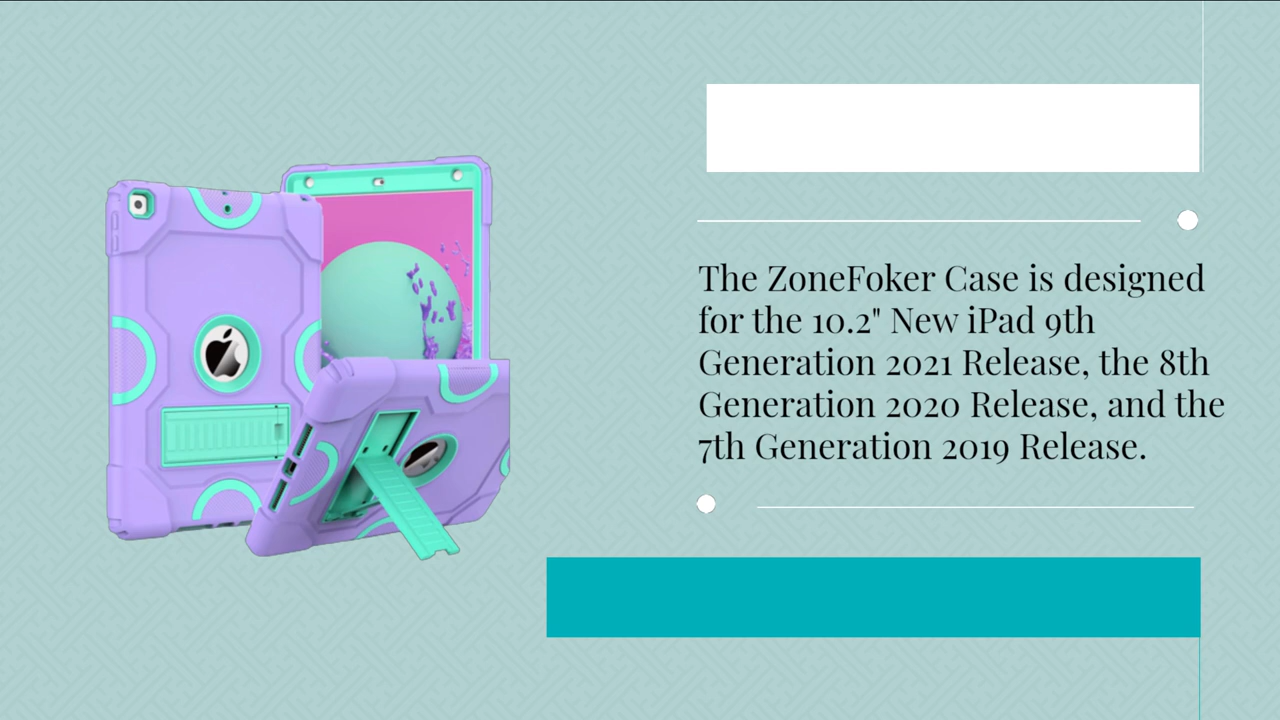 The ZoneFoker Case is designed
for the 10.2" New iPad 9th
Generation 2021 Release, the 8th
Generation 2020 Release, and the
7th Generation 2019 Release.